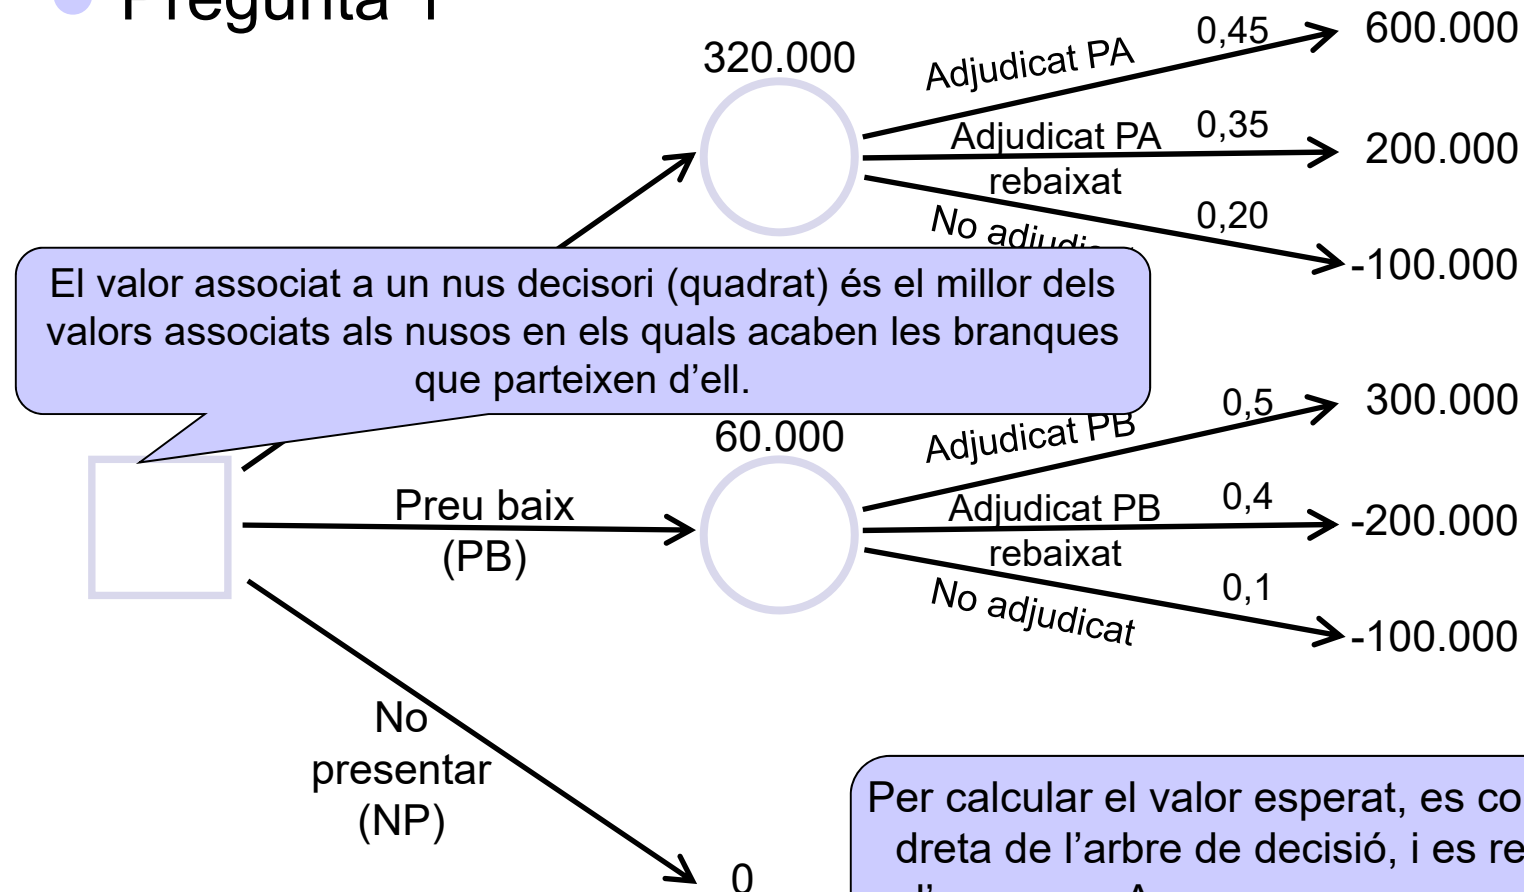 Pregunta 1
320.000
Adjudicat PA
0,45
600.000
Adjudicat PA
rebaixat
0,35
200.000
No
0,20
-100.000
El valor associat a un nus decisori (quadrat) és el millor dels
valors associats als nusos en els quals acaben les branques
que parteixen d’ell.
60.000
Adjudicat PB
0,5
300.000
Preu baix
(PB)
Adjudicat PB
rebaixat
0,4
-200.000
No adjudicat
0,1
-100.000
No
presentar
(NP)
0
Per calcular el valor esperat, es
dreta de l’arbre de decisió, i es